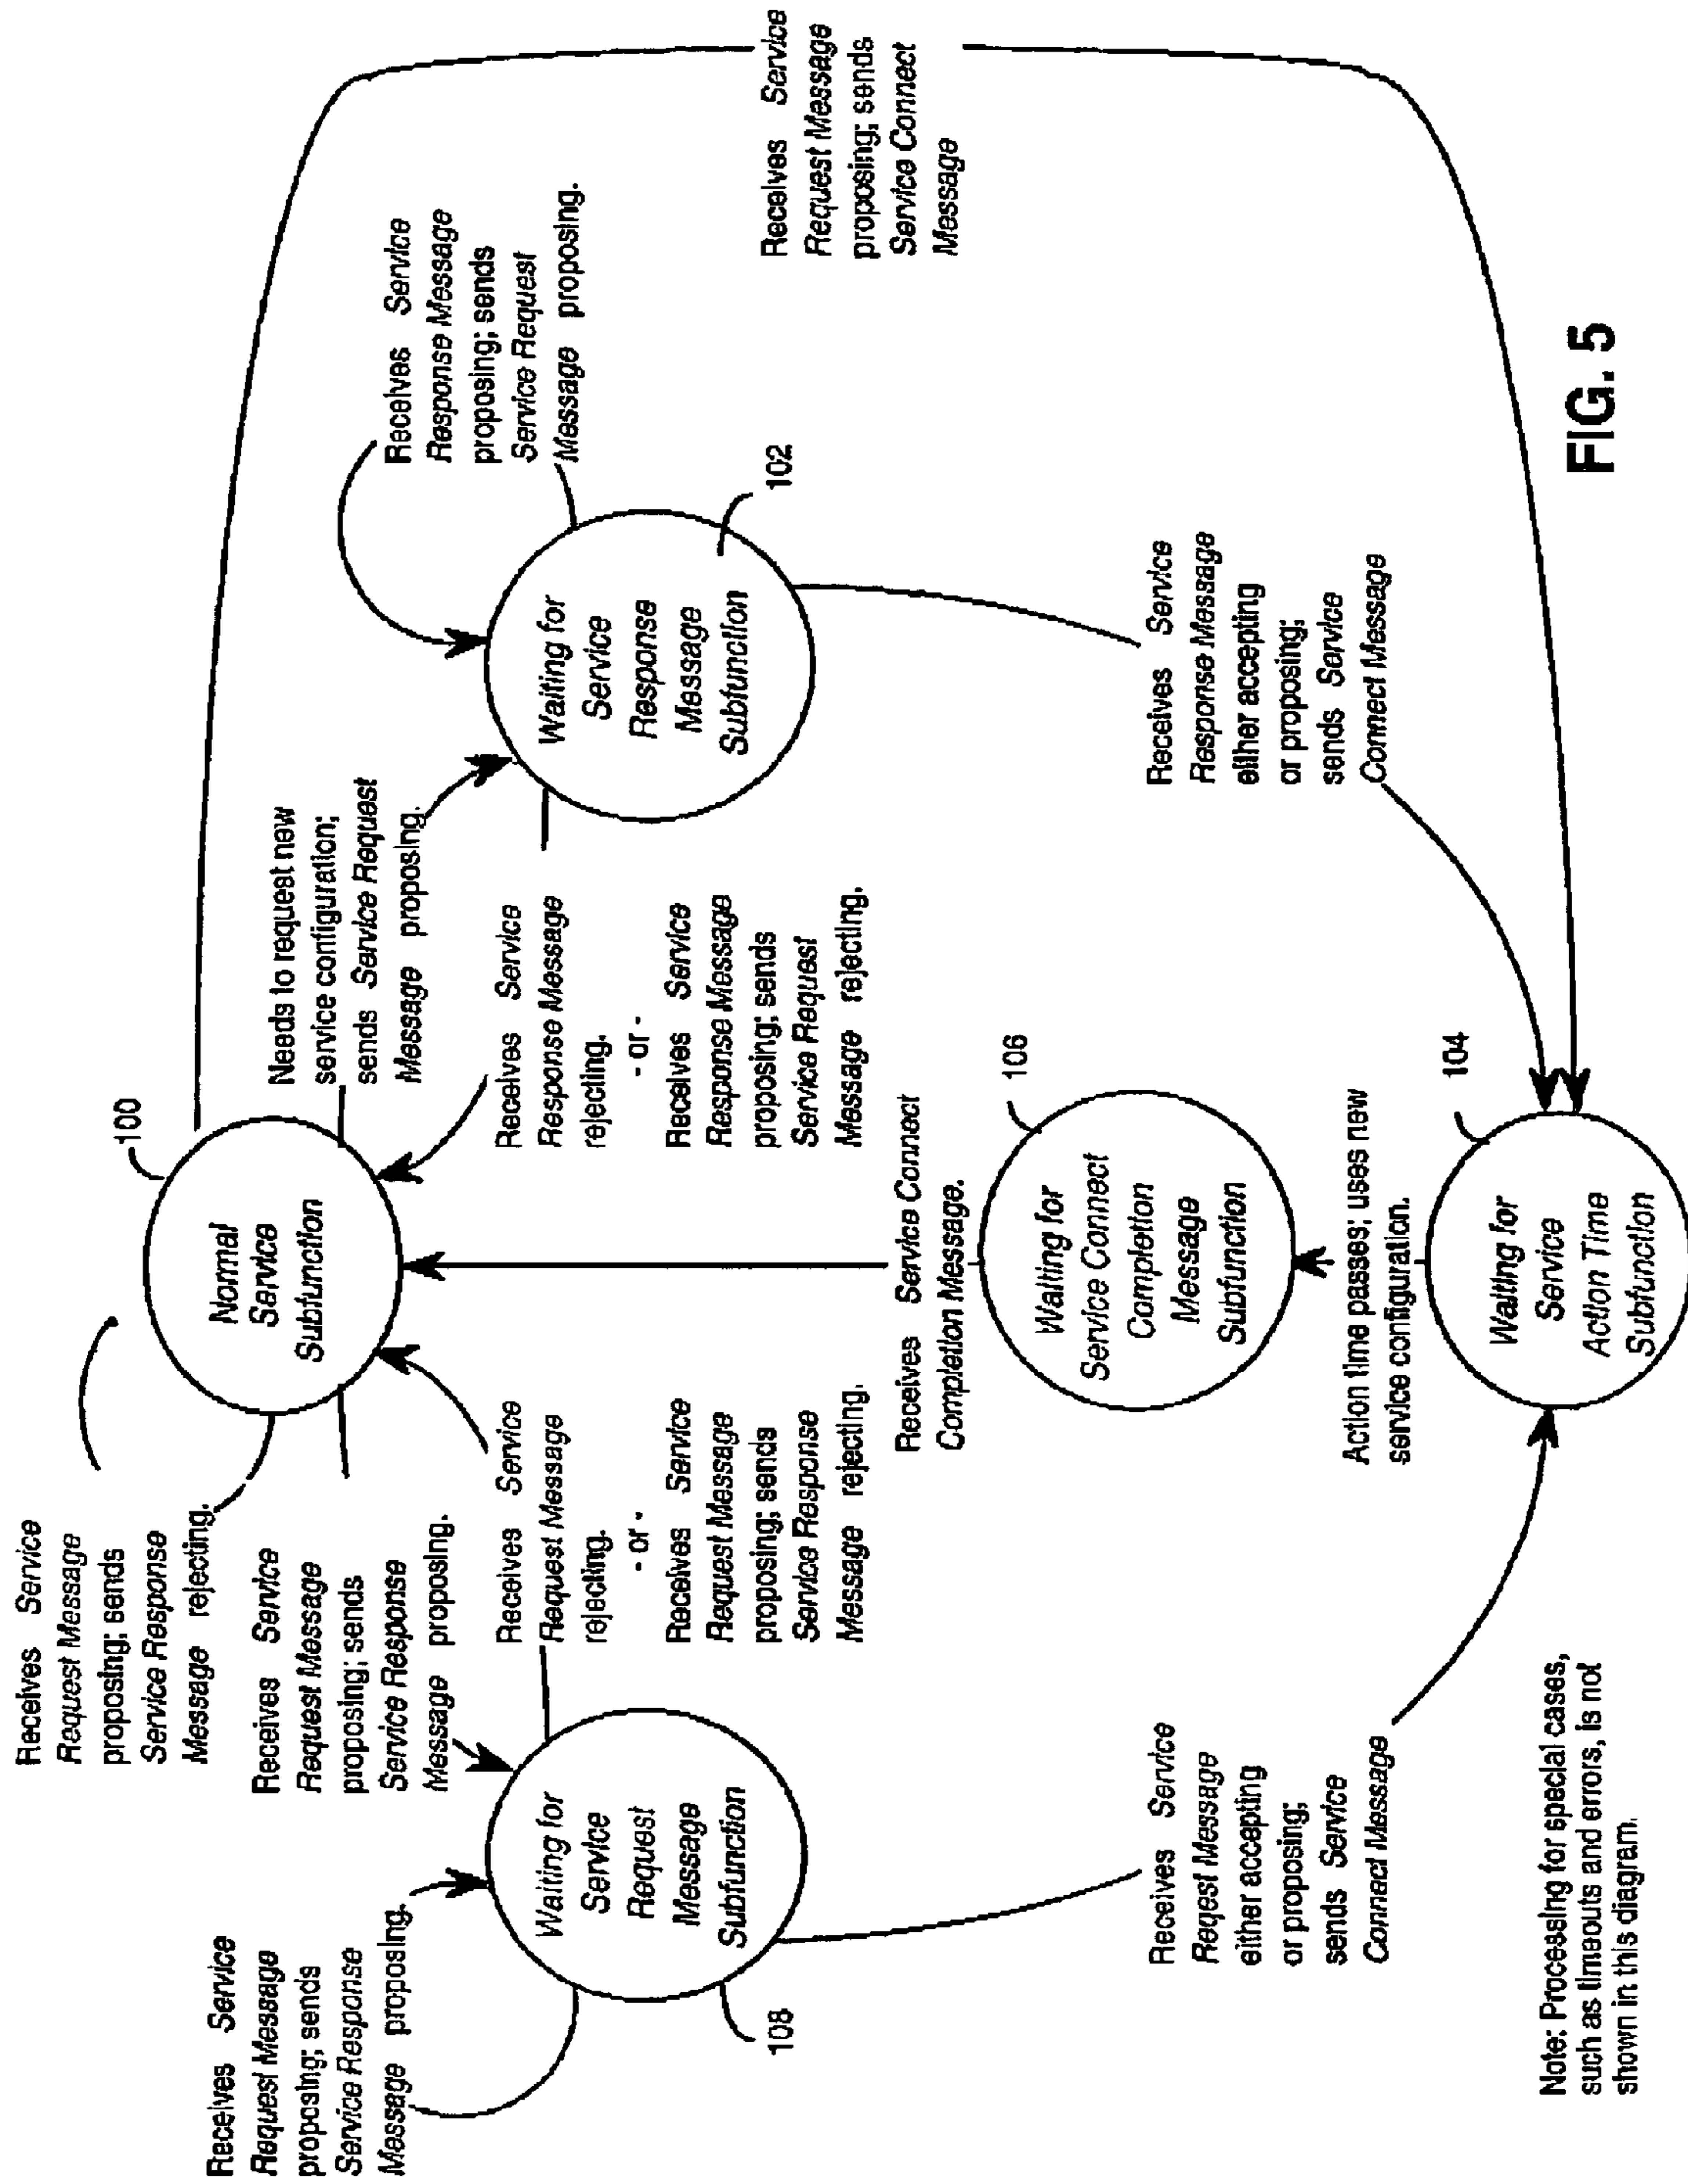 Receives Service
Request Message
proposing; sends
Service Response
Message rejecting.
100
Normal
Service
Subfunction
Receives Service
Request Message
proposing; sends
Service Response
Message proposing.
Needs to request new
service configuration;
sends Service Request
Message proposing.
Receives Service
Request Message
proposing; sends
Service Response
Message proposing.
Receives Service
Response Message
proposing; sends
Service Request
Message proposing.
Waiting for
Service
Request
Message
Subfunction
108
Receives Service
Request Message
rejecting.
- or -
Receives Service
Request Message
proposing; sends
Service Response
Message rejecting.
Receives Service
Response Message
rejecting.
- or -
Receives Service
Response Message
proposing; sends
Service Request
Message rejecting.
Waiting for
Service
Response
Message
Subfunction
102
Receives Service
Request Message
proposing; sends
Service Connect
Message
Receives Service Connect
Completion Message.
106
Waiting for
Service Connect
Completion
Message
Subfunction
Receives Service
Reqest Message
either accepting
or proposing;
sends Service
Connect Message
Receives Service
Response Message
either accepting
or proposing;
sends Service
Connect Message
Action time passes; uses new
service configuration.
104
Waiting for
Service
Action Time
Subfunction
Note: Processing for special cases,
such as timeouts and errors, is not
shown in this diagram.
FIG. 5